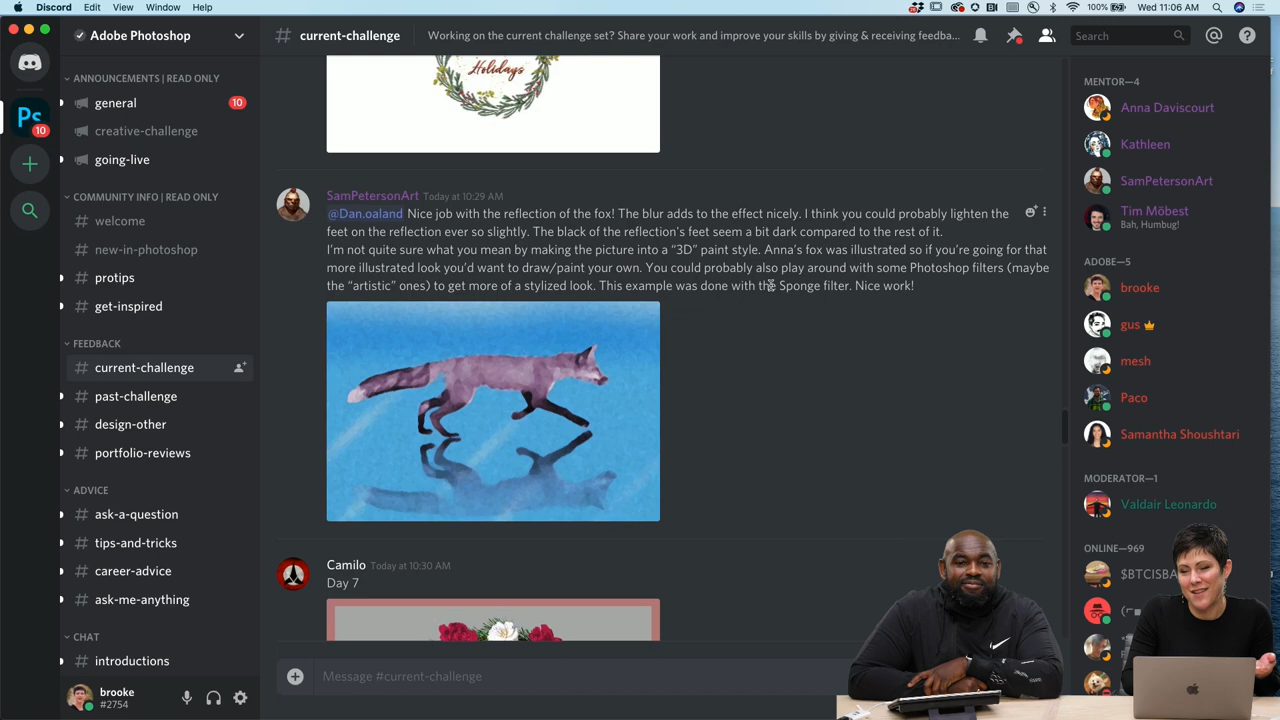 Discord Edit View Window Help
100% Wed 11:06 AM
Adobe Photoshop
# current-challenge
Working on the current challenge set? Share your work and improve your skills by giving & receiving feedba...
Search
Ps
10
ANNOUNCEMENTS | READ ONLY
general 10
creative-challenge
going-live
COMMUNITY INFO | READ ONLY
# welcome
# new-in-photoshop
# protips
# get-inspired
FEEDBACK
# current-challenge
# past-challenge
# design-other
# portfolio-reviews
ADVICE
# ask-a-question
# tips-and-tricks
# career-advice
# ask-me-anything
CHAT
# introductions
brooke
#2754
Holidays
SamPetersonArt Today at 10:29 AM
@Dan.oaland Nice job with the reflection of the fox! The blur adds to the effect nicely. I think you could probably lighten the
feet on the reflection ever so slightly. The black of the reflection's feet seem a bit dark compared to the rest of it.
I'm not quite sure what you mean by making the picture into a "3D" paint style. Anna's fox was illustrated so if you're going for that
more illustrated look you'd want to draw/paint your own. You could probably also play around with some Photoshop filters (maybe
the "artistic" ones) to get more of a stylized look. This example was done with the Sponge filter. Nice work!
Camilo Today at 10:30 AM
Day 7
Message #current-challenge
MENTOR—4
Anna Daviscourt
Kathleen
SamPetersonArt
Tim Möbest
Bah, Humbug!
ADOBE—5
brooke
gus
mesh
Paco
Samantha Shoushtari
MODERATOR—1
Valdair Leonardo
ONLINE—969
$BTCISBA